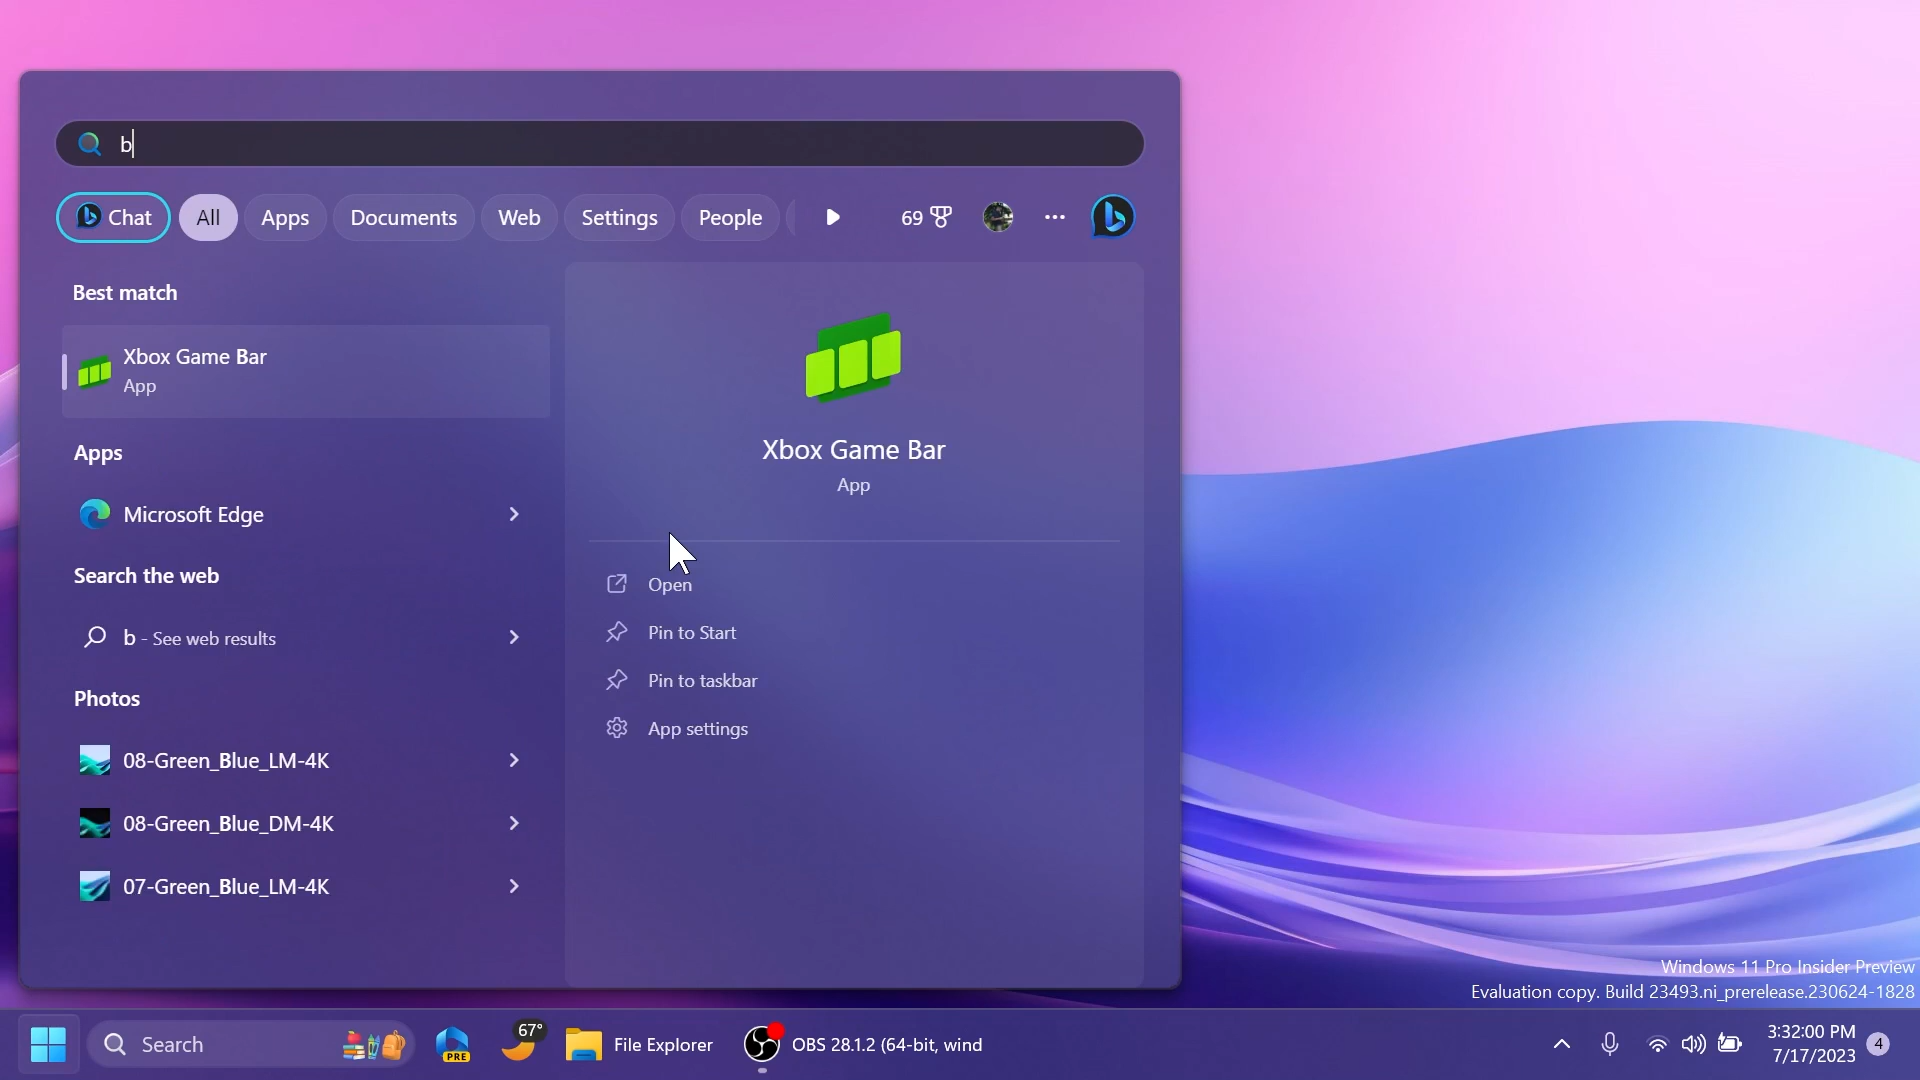 b
Chat
All
Apps
Documents
Web
Settings
People
69
Best match
Xbox Game Bar
App
Apps
Microsoft Edge
Search the web
b - See web results
Photos
08-Green_Blue_LM-4K
08-Green_Blue_DM-4K
07-Green_Blue_LM-4K
Xbox Game Bar
App
Open
Pin to Start
Pin to taskbar
App settings
Windows 11 Pro Insider Preview
Evaluation copy. Build 23493.ni_prerelease.230624-1828
Search
PRE
67°
File Explorer
OBS 28.1.2 (64-bit, wind
3:32:00 PM
7/17/2023
4